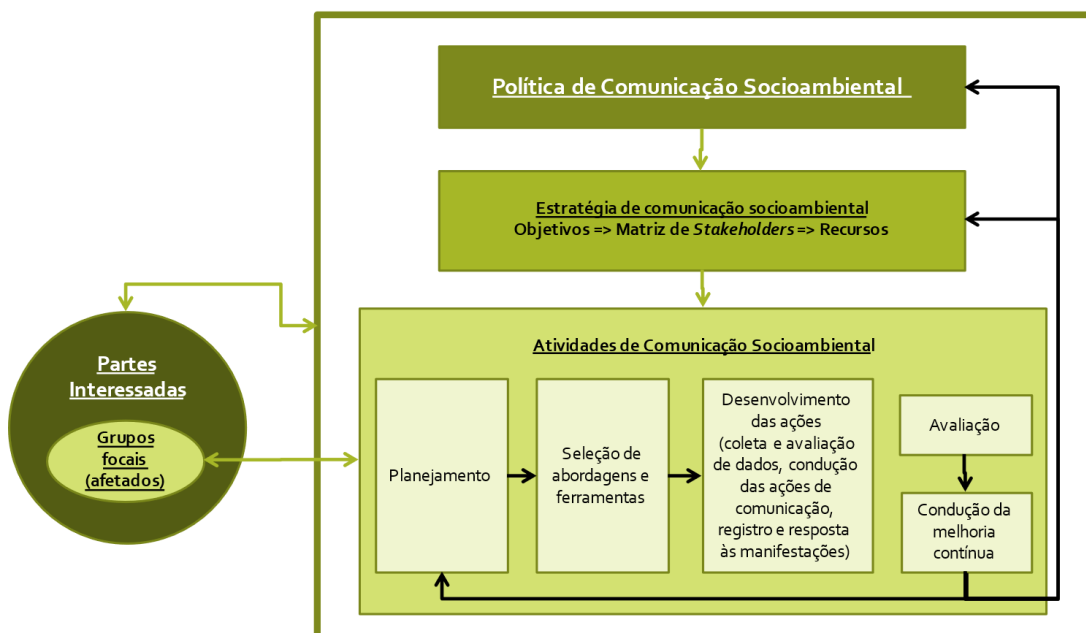 Política de Comunicação Socioambiental
Estratégia de comunicação socioambiental
Objetivos => Matriz de Stakeholders => Recursos
Partes
Interessadas
Grupos
focais
(afetados)
Atividades de Comunicação Socioambiental
Planejamento
Seleção de
abordagens e
ferramentas
Desenvolvimento
das ações
(coleta e avaliação
de dados, condução
das ações de
comunicação,
registro e resposta
às manifestações)
Avaliação
Condução da
melhoria
contínua